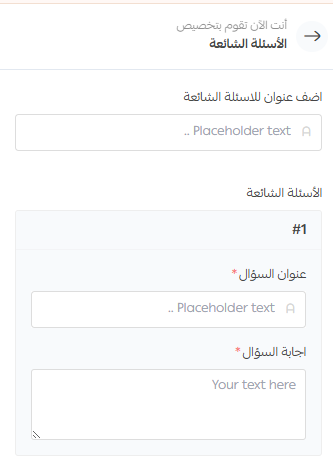 أنت الآن تقوم بتخصيص
الأسئلة الشائعة
اضف عنوان للاسئلة الشائعة
Placeholder text ..
الأسئلة الشائعة
#1
عنوان السؤال *
Placeholder text ..
اجابة السؤال *
Your text here